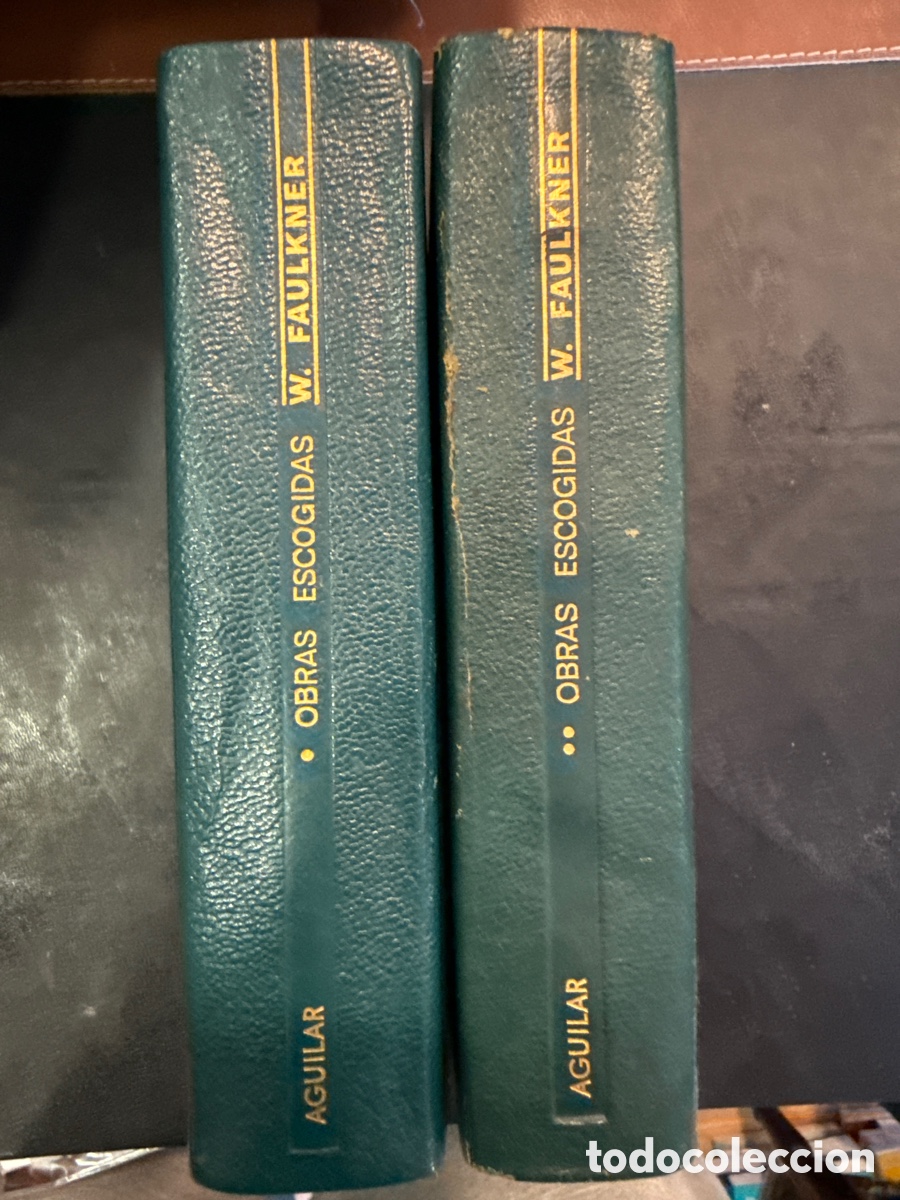 • OBRAS ESCOGIDAS W. FAULKNER
AGUILAR
•• OBRAS ESCOGIDAS W. FAULKNER
AGUILAR
todocoleccion